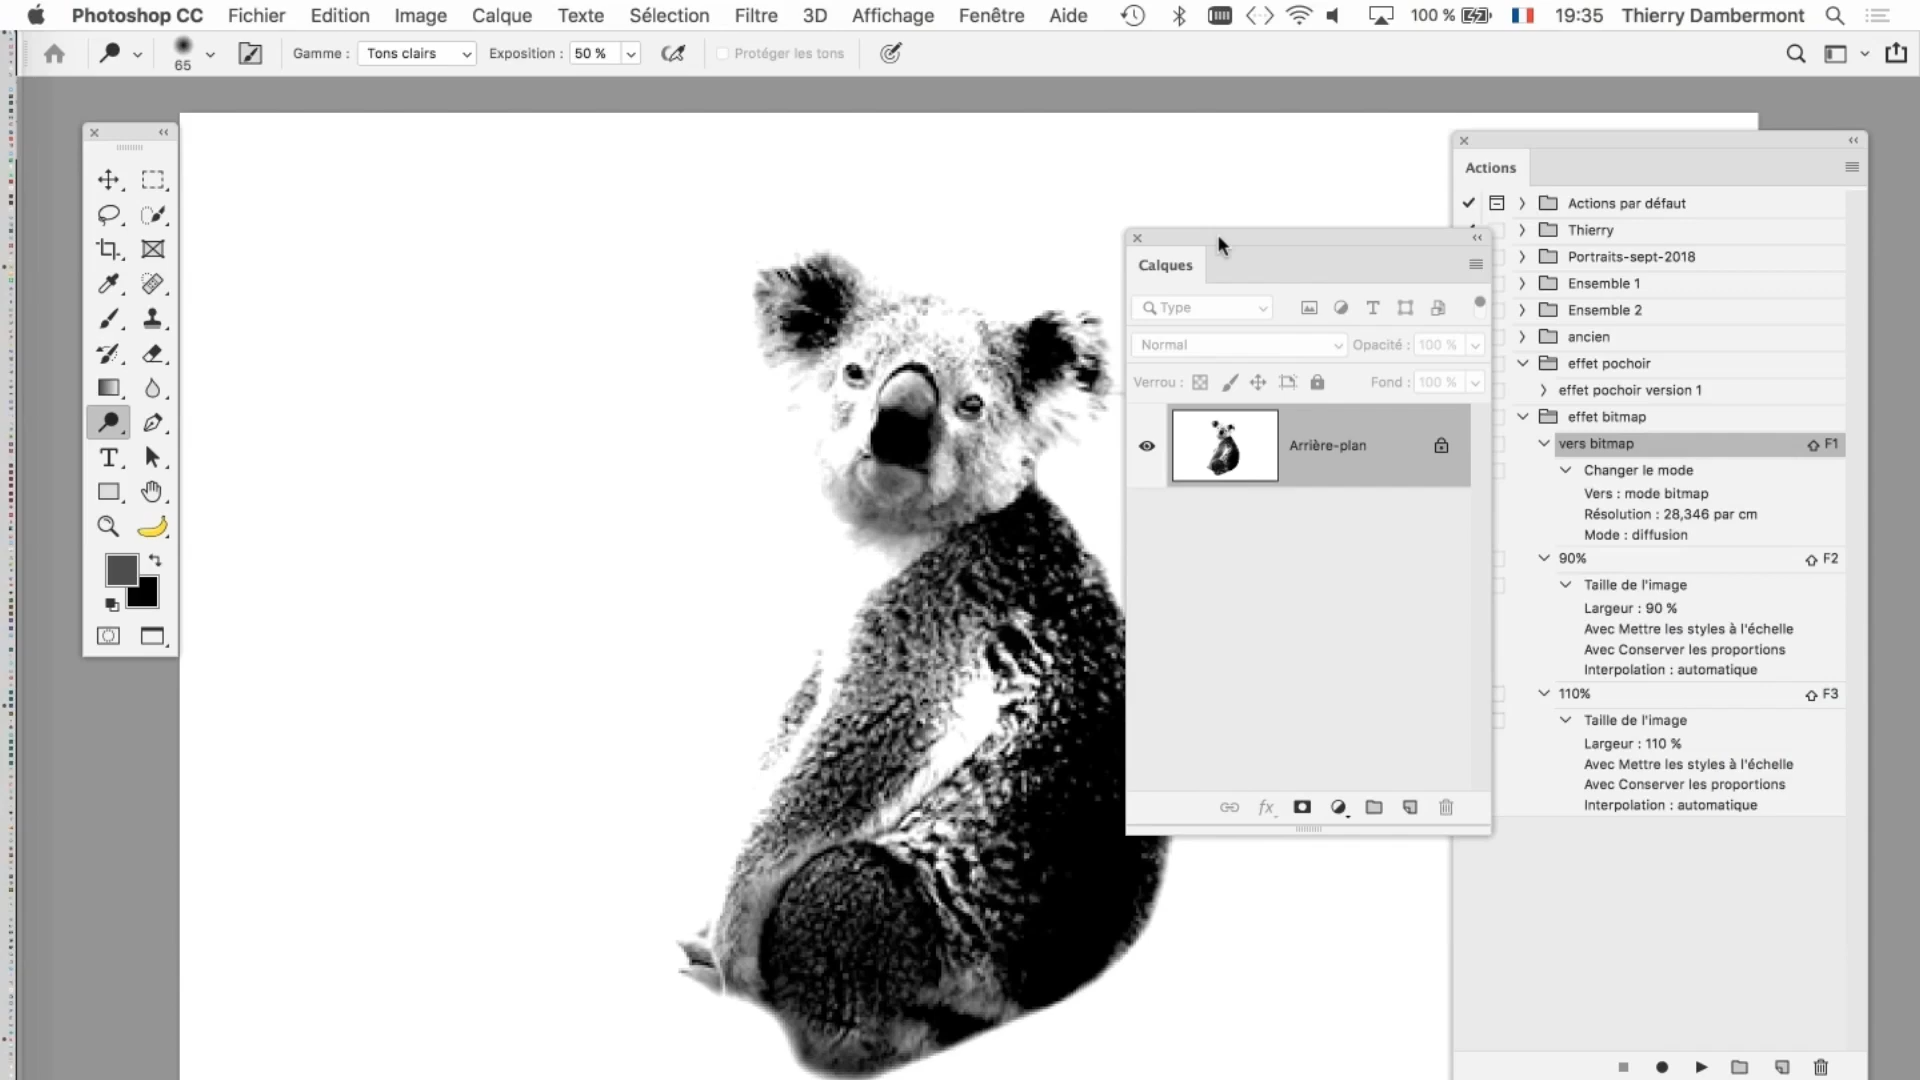 Photoshop CC Fichier Edition Image Calque Texte Sélection Filtre 3D Affichage Fenêtre Aide 100 % 19:35 Thierry Dambermont
65 Gamme : Tons clairs Exposition : 50 % Protéger les tons
Actions
Actions par défaut
Thierry
Portraits-sept-2018
Ensemble 1
Ensemble 2
ancien
effet pochoir
effet pochoir version 1
effet bitmap
vers bitmap F1
Changer le mode
Vers : mode bitmap
Résolution : 28,346 par cm
Mode : diffusion
90% F2
Taille de l'image
Largeur : 90 %
Avec Mettre les styles à l'échelle
Avec Conserver les proportions
Interpolation : automatique
110% F3
Taille de l'image
Largeur : 110 %
Avec Mettre les styles à l'échelle
Avec Conserver les proportions
Interpolation : automatique
Calques
Type
Normal Opacité : 100 %
Verrou : Fond : 100 %
Arrière-plan
fx